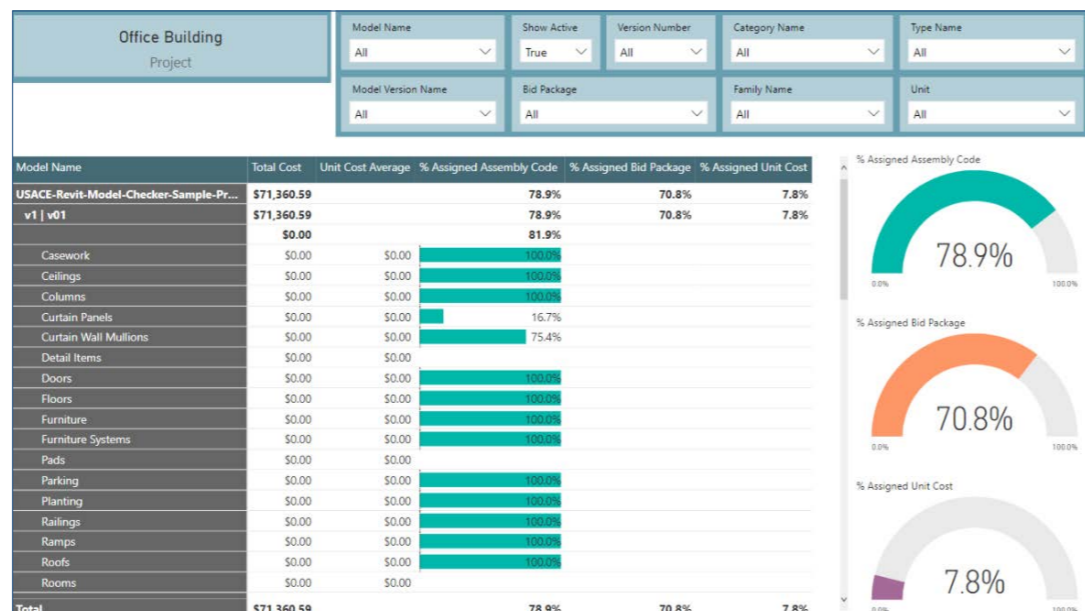 Office Building
Project
Model Name
All
Show Active
True
Version Number
All
Category Name
All
Type Name
All
Model Version Name
All
Bid Package
All
Family Name
All
Unit
All
Model Name Total Cost Unit Cost Average % Assigned Assembly Code % Assigned Bid Package % Assigned Unit Cost
USACE-Revit-Model-Checker-Sample-Pr... $71,360.59 78.9% 70.8% 7.8%
v1 | v01 $71,360.59 78.9% 70.8% 7.8%
$0.00 81.9%
Casework $0.00 $0.00 100.0%
Ceilings $0.00 $0.00 100.0%
Columns $0.00 $0.00 100.0%
Curtain Panels $0.00 $0.00 16.7%
Curtain Wall Mullions $0.00 $0.00 75.4%
Detail Items $0.00 $0.00
Doors $0.00 $0.00 100.0%
Floors $0.00 $0.00 100.0%
Furniture $0.00 $0.00 100.0%
Furniture Systems $0.00 $0.00 100.0%
Pads $0.00 $0.00
Parking $0.00 $0.00 100.0%
Planting $0.00 $0.00 100.0%
Railings $0.00 $0.00 100.0%
Ramps $0.00 $0.00 100.0%
Roofs $0.00 $0.00 100.0%
Rooms $0.00 $0.00
Total $71,360.59 78.9% 70.8% 7.8%
% Assigned Assembly Code
78.9%
0.0% 100.0%
% Assigned Bid Package
70.8%
0.0% 100.0%
% Assigned Unit Cost
7.8%
0.0% 100.0%